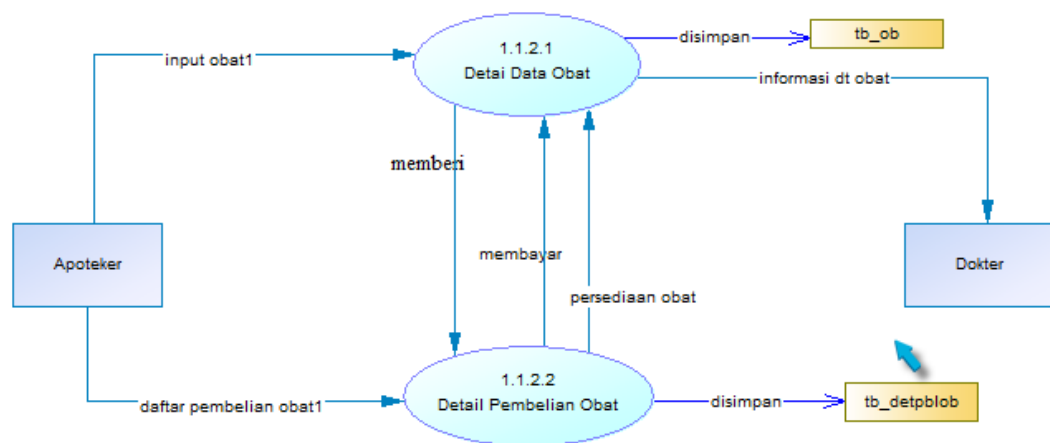 1.1.2.1
Detai Data Obat
disimpan
tb_ob
input obat1
informasi dt obat
memberi
membayar
persediaan obat
Apoteker
Dokter
1.1.2.2
Detail Pembelian Obat
daftar pembelian obat1
disimpan
tb_detpblob